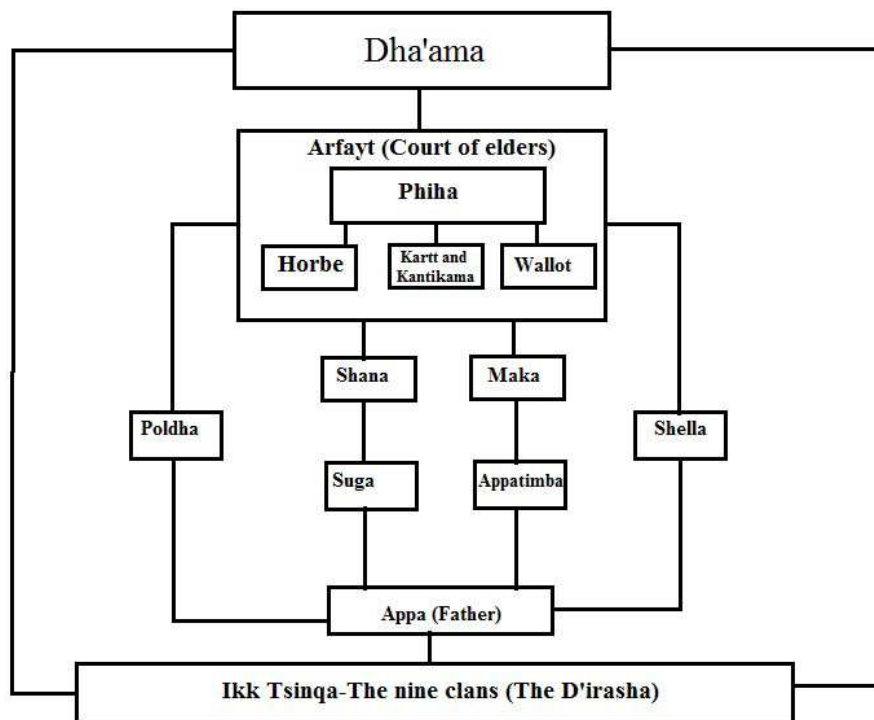 Dha'ama
Arfayt (Court of elders)
Phiha
Horbe
Kartt and
Kantikama
Wallot
Shana
Maka
Poldha
Shella
Suga
Appatimba
Appa (Father)
Ikk Tsinqa-The nine clans (The D'irasha)